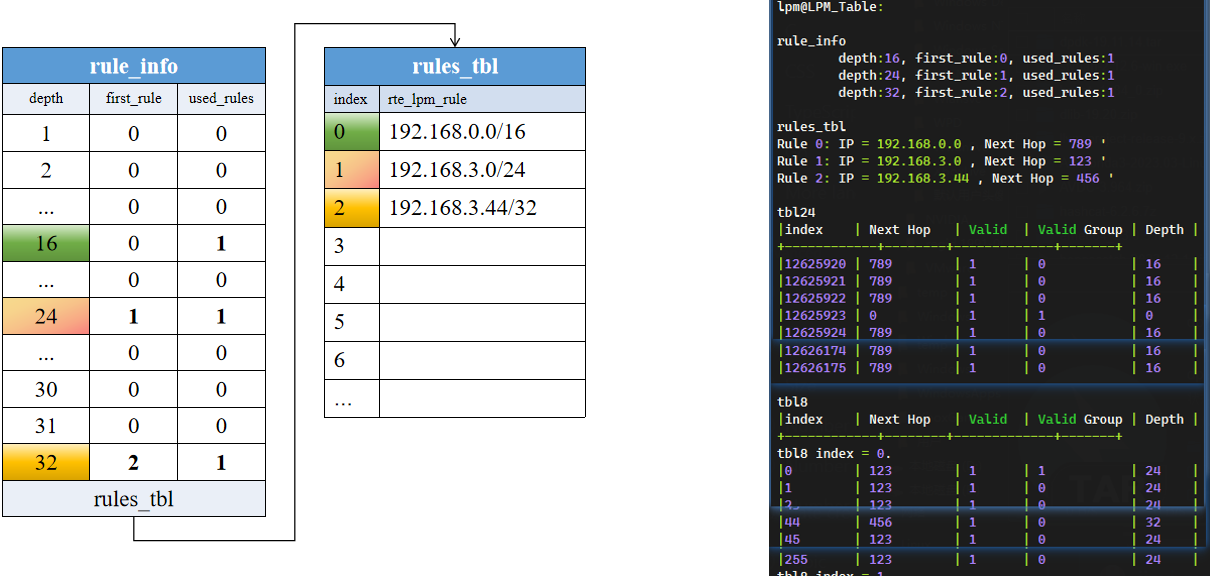 rule_info
depth first_rule used_rules
1 0 0
2 0 0
... 0 0
16 0 1
... 0 0
24 1 1
... 0 0
30 0 0
31 0 0
32 2 1
rules_tbl
rules_tbl
index rte_lpm_rule
0 192.168.0.0/16
1 192.168.3.0/24
2 192.168.3.44/32
3
4
5
6
...
lpm@LPM_Table:
rule_info
depth:16, first_rule:0, used_rules:1
depth:24, first_rule:1, used_rules:1
depth:32, first_rule:2, used_rules:1
rules_tbl
Rule 0: IP = 192.168.0.0 , Next Hop = 789 '
Rule 1: IP = 192.168.3.0 , Next Hop = 123 '
Rule 2: IP = 192.168.3.44 , Next Hop = 456 '
tbl24
|index | Next Hop | Valid | Valid Group | Depth |
+------------+--------+-------------+-------+
|12625920 | 789 | 1 | 0 | 16 |
|12625921 | 789 | 1 | 0 | 16 |
|12625922 | 789 | 1 | 0 | 16 |
|12625923 | 0 | 1 | 1 | 0 |
|12625924 | 789 | 1 | 0 | 16 |
|12626174 | 789 | 1 | 0 | 16 |
|12626175 | 789 | 1 | 0 | 16 |
tbl8
|index | Next Hop | Valid | Valid Group | Depth |
+------------+--------+-------------+-------+
tbl8 index = 0.
|0 | 123 | 1 | 1 | 24 |
|1 | 123 | 1 | 0 | 24 |
|2 | 123 | 1 | 0 | 24 |
|44 | 456 | 1 | 0 | 32 |
|45 | 123 | 1 | 0 | 24 |
|255 | 123 | 1 | 0 | 24 |
tbl8 index = 1